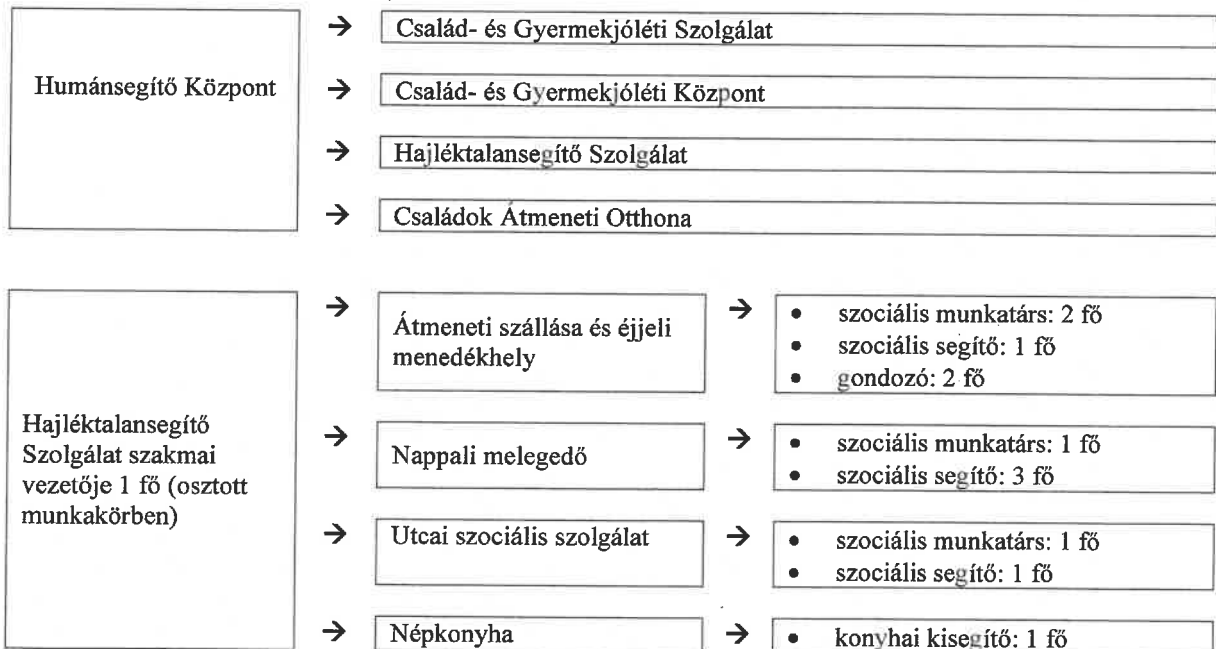 Humánsegítő Központ
→ Család- és Gyermekjóléti Szolgálat
→ Család- és Gyermekjóléti Központ
→ Hajléktalansegítő Szolgálat
→ Családok Átmeneti Otthona
Hajléktalansegítő
Szolgálat szakmai
vezetője 1 fő (osztott
munkakörben)
→ Átmeneti szállása és éjjeli
menedékhely
→ • szociális munkatárs: 2 fő
• szociális segítő: 1 fő
• gondozó: 2 fő
→ Nappali melegedő
→ • szociális munkatárs: 1 fő
• szociális segítő: 3 fő
→ Utcai szociális szolgálat
→ • szociális munkatárs: 1 fő
• szociális segítő: 1 fő
→ Népkonyha
→ • konyhai kisegítő: 1 fő